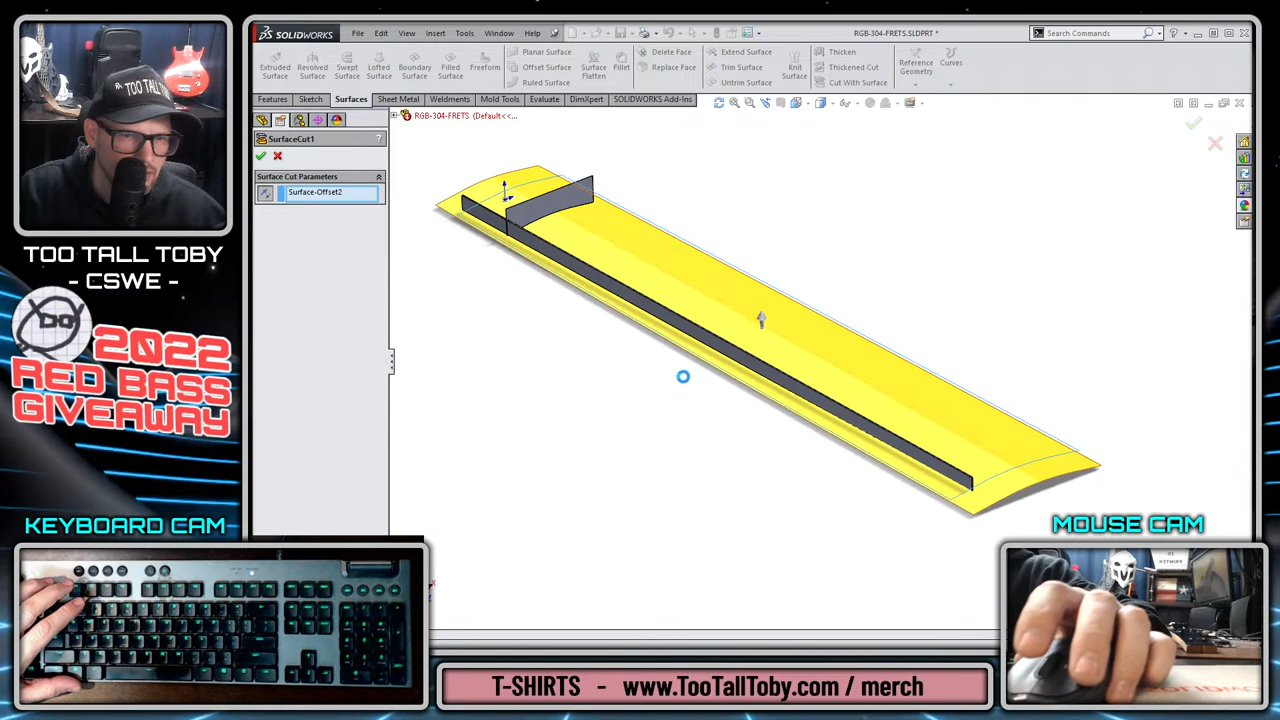 SOLIDWORKS
File
Edit
View
Insert
Tools
Window
Help
RGB-304-FRETS.SLDPRT *
Search Commands
Extruded Surface
Revolved Surface
Swept Surface
Lofted Surface
Boundary Surface
Filled Surface
Freeform
Planar Surface
Offset Surface
Ruled Surface
Surface Flatten
Fillet
Delete Face
Replace Face
Extend Surface
Trim Surface
Untrim Surface
Knit Surface
Thicken
Thickened Cut
Cut With Surface
Reference Geometry
Curves
Features
Sketch
Surfaces
Sheet Metal
Weldments
Mold Tools
Evaluate
DimXpert
SOLIDWORKS Add-Ins
RGB-304-FRETS (Default<<...
SurfaceCut1
?
Surface Cut Parameters
Surface-Offset2
TOO TALL TOBY
- CSWE -
2022
RED BASS
GIVEAWAY
KEYBOARD CAM
MOUSE CAM
T-SHIRTS - www.TooTallToby.com / merch